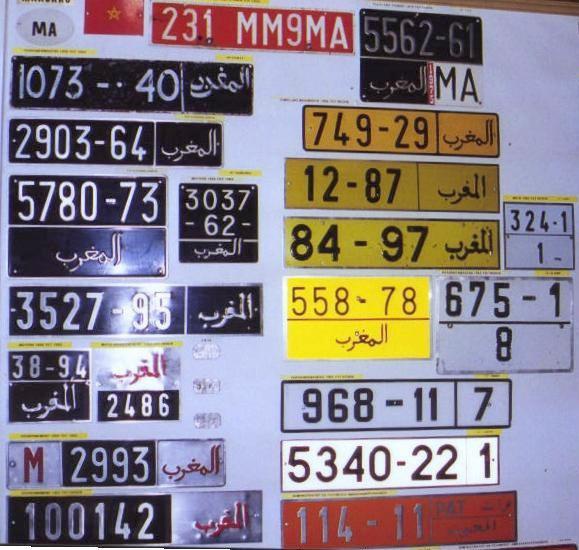 MA
231 MM9MA
5562-61
المغرب MA
1073 - 40 المغرب
749-29 المغرب
2903-64 المغرب
12-87 المغرب
5780-73
المغرب
3037
-62-
المغرب
324-1
1 -
84-97 المغرب
3527-95 المغرب
558-78
المغرب
675-1
8
38-94
المغرب
المغرب
2486
968-11 7
M 2993 المغرب
5340-22 1
100142 المغرب
114-11
المغرب